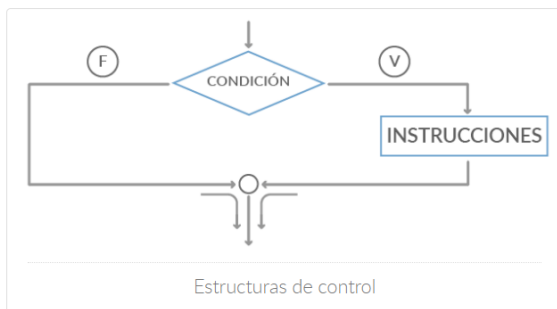 F
CONDICIÓN
V
INSTRUCCIONES
Estructuras de control